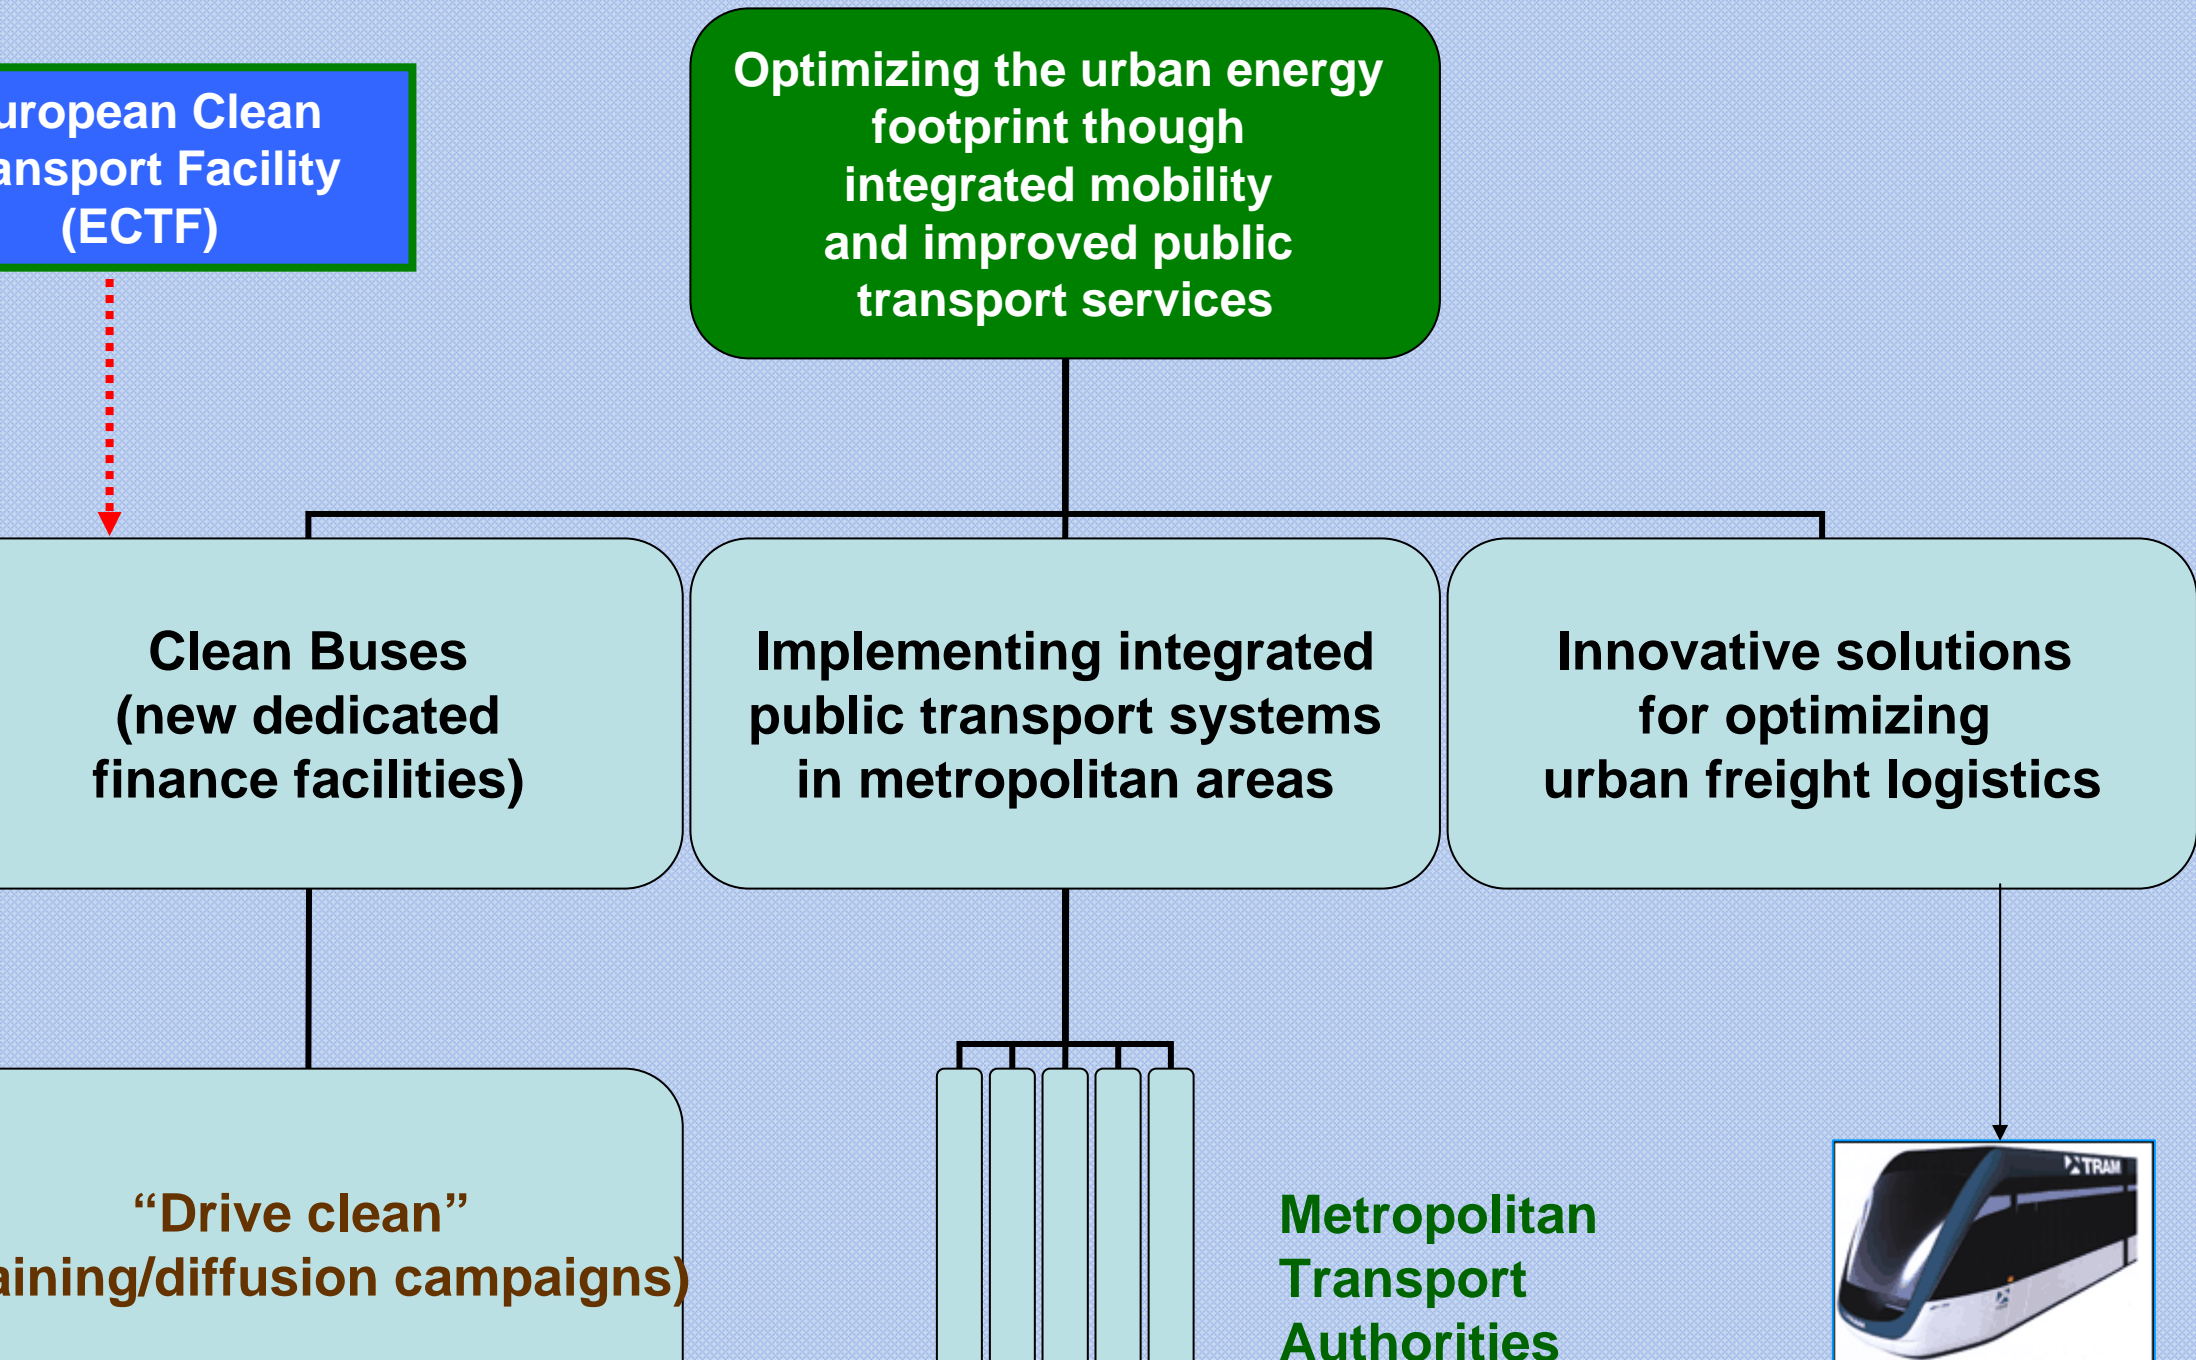 uropean Clean
ansport Facility
(ECTF)
Optimizing the urban energy
footprint though
integrated mobility
and improved public
transport services
Clean Buses
(new dedicated
finance facilities)
Implementing integrated
public transport systems
in metropolitan areas
Innovative solutions
for optimizing
urban freight logistics
“Drive clean”
aining/diffusion campaigns)
Metropolitan
Transport
Authorities
TRAM